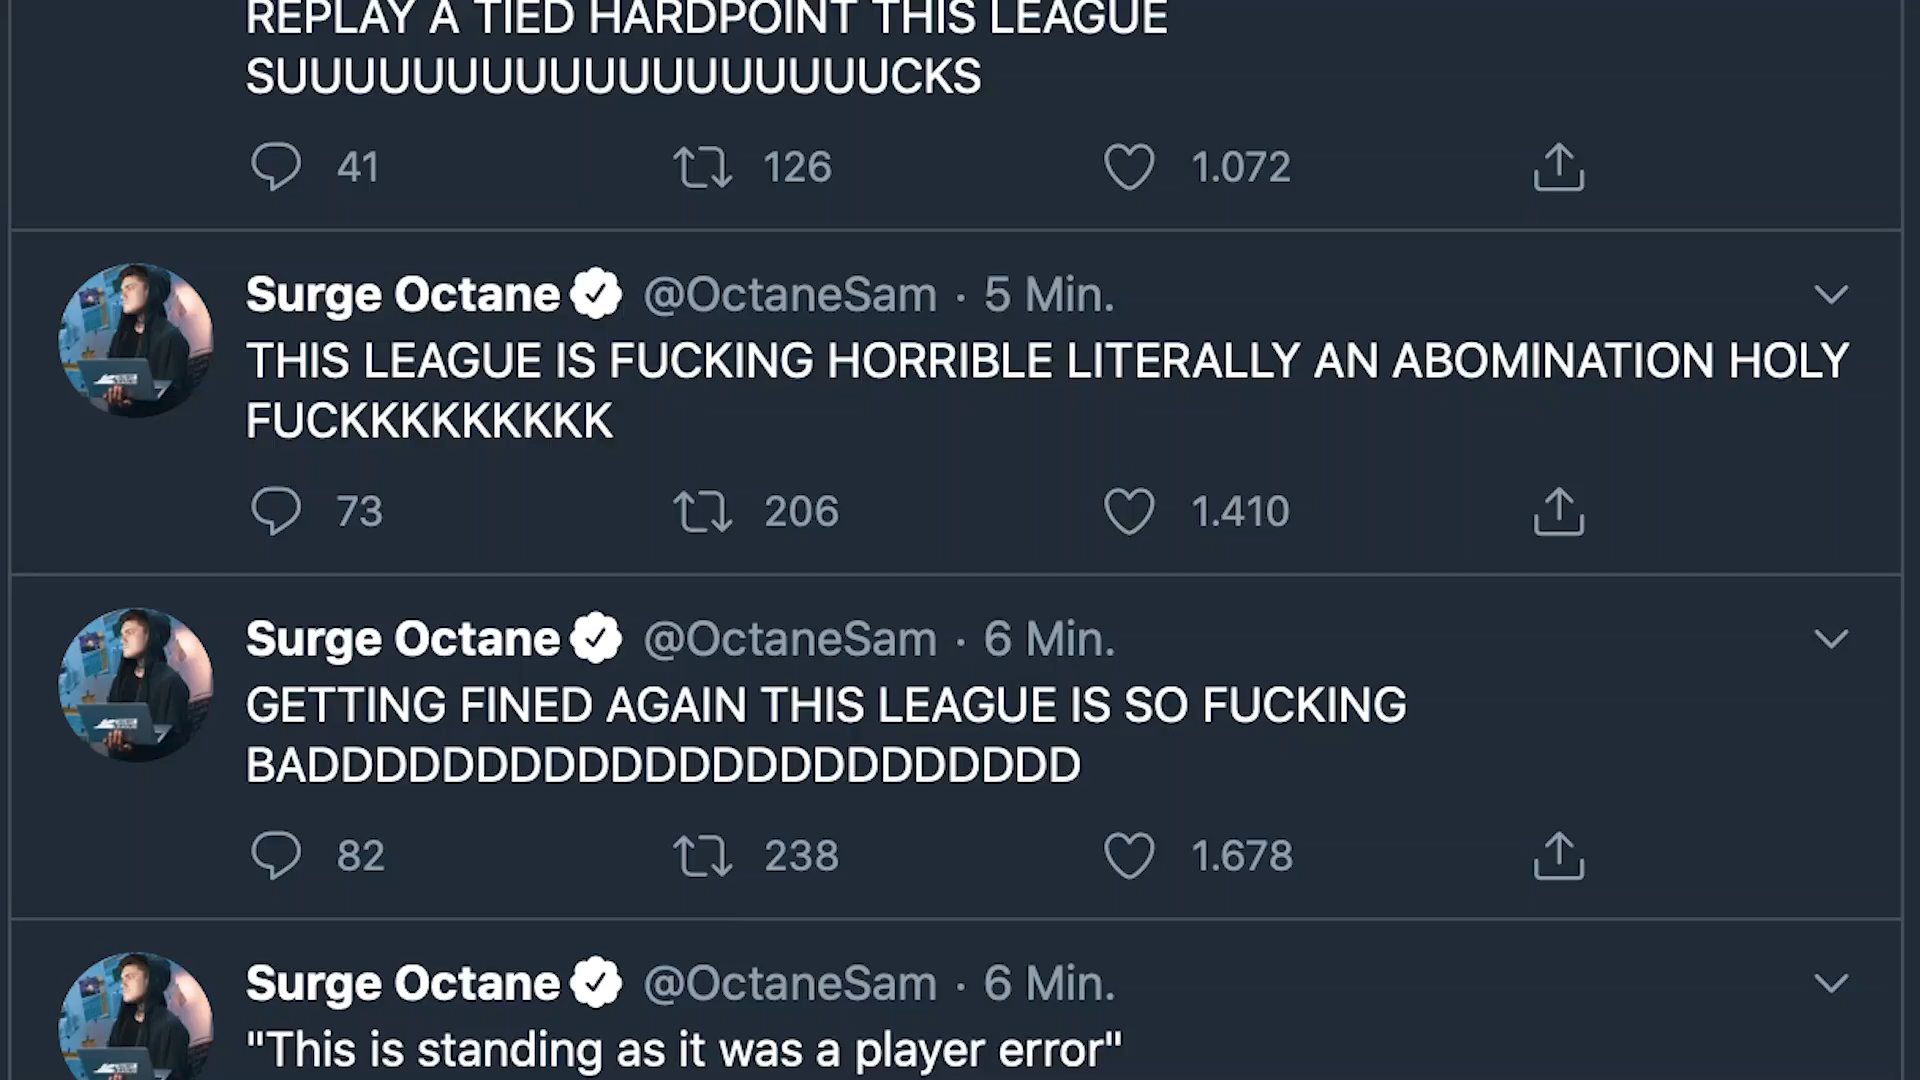 REPLAY A TIED HARDPOINT THIS LEAGUE
SUUUUUUUUUUUUUUUUUUCKS
41 126 1.072
Surge Octane @OctaneSam · 5 Min.
THIS LEAGUE IS FUCKING HORRIBLE LITERALLY AN ABOMINATION HOLY
FUCKKKKKKKKK
73 206 1.410
Surge Octane @OctaneSam · 6 Min.
GETTING FINED AGAIN THIS LEAGUE IS SO FUCKING
BADDDDDDDDDDDDDDDDDDDDDDD
82 238 1.678
Surge Octane @OctaneSam · 6 Min.
"This is standing as it was a player error"